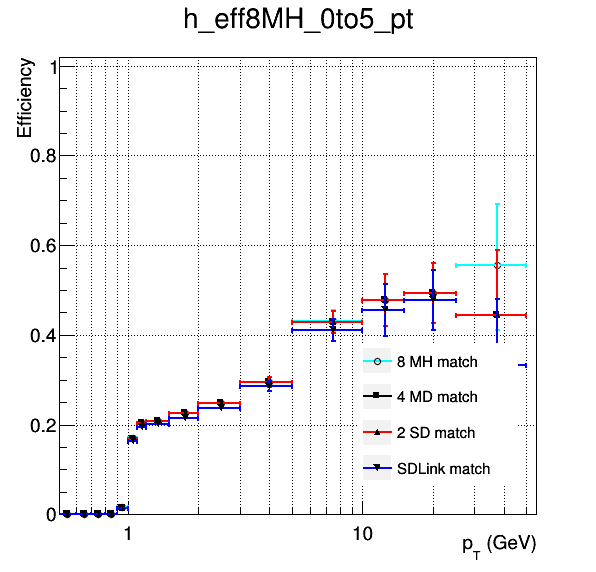 h_eff8MH_0to5_pt
Efficiency
1
0.8
0.6
0.4
0.2
0
8 MH match
4 MD match
2 SD match
SDLink match
1
10
p_T (GeV)